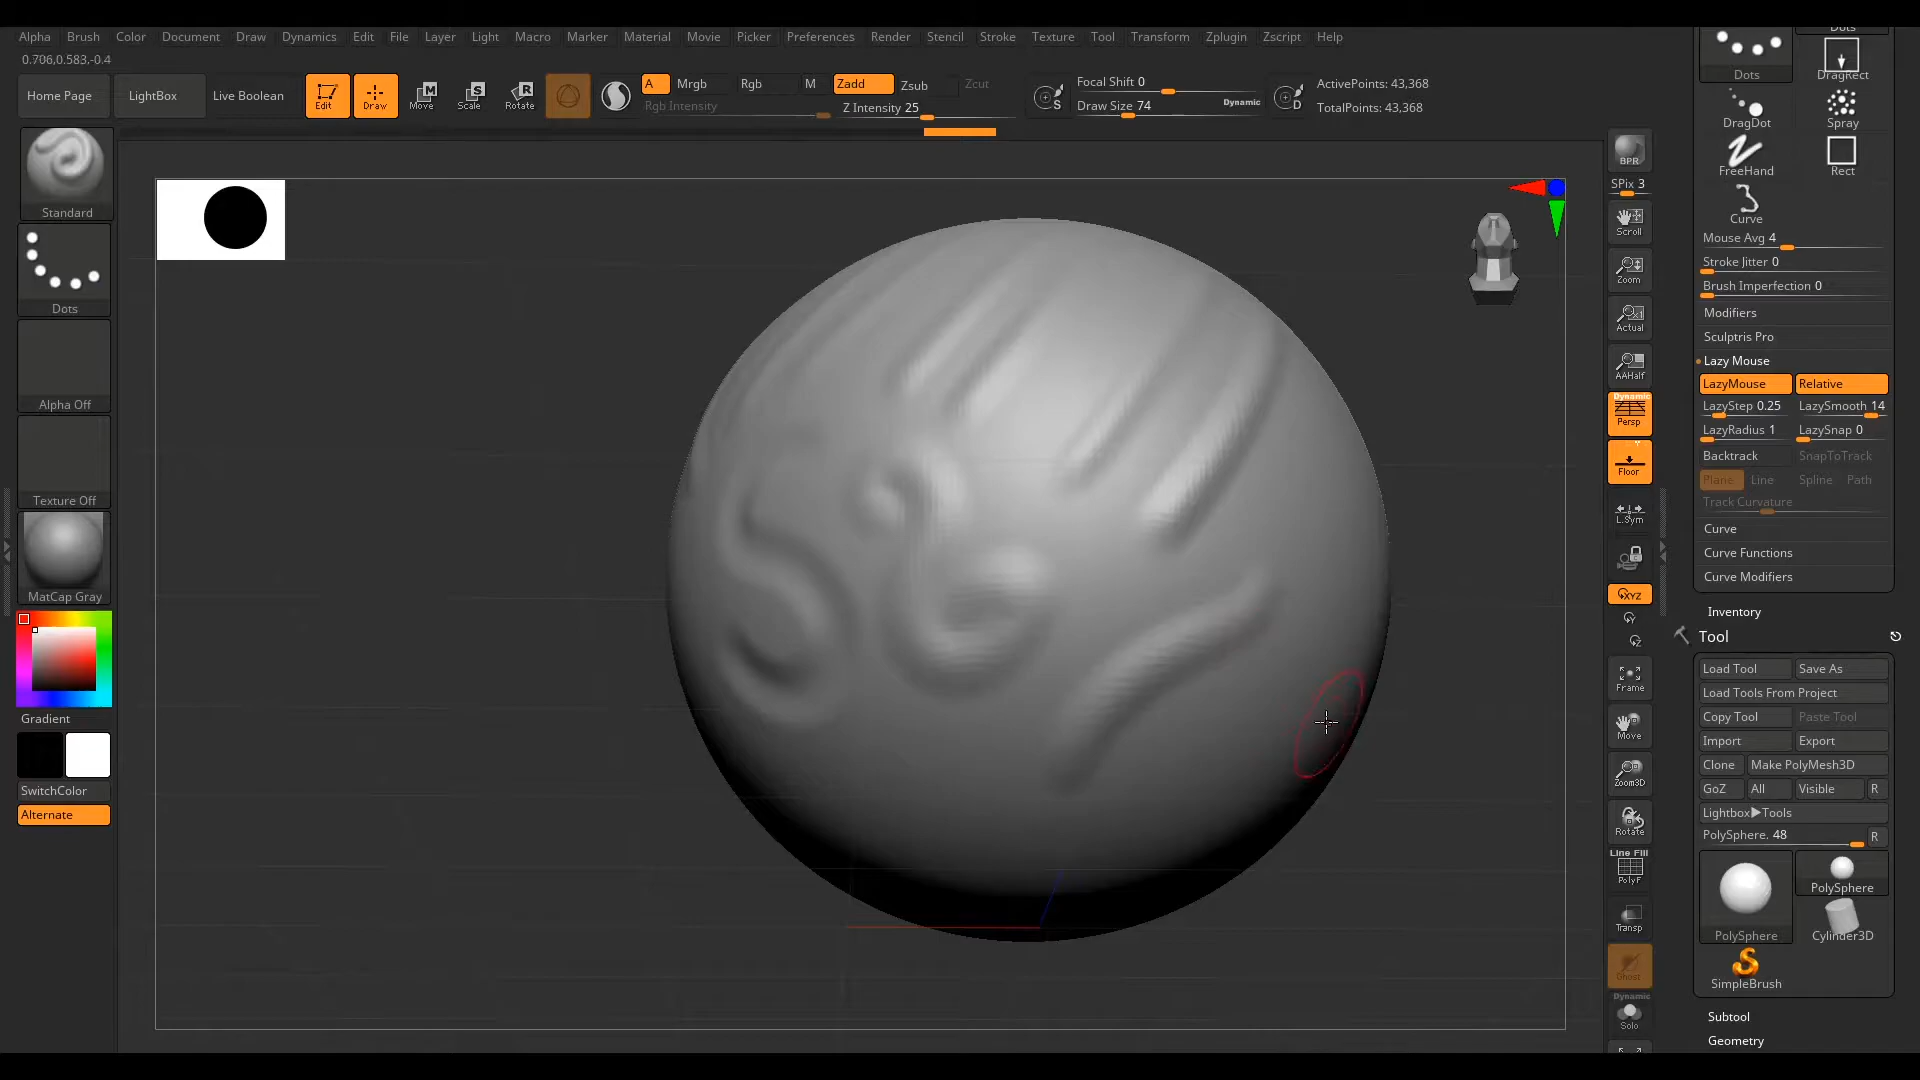 Alpha Brush Color Document Draw Dynamics Edit File Layer Light Macro Marker Material Movie Picker Preferences Render Stencil Stroke Texture Tool Transform Zplugin Zscript Help
0.706,0.583,-0.4
Home Page LightBox Live Boolean Edit Draw Move Scale Rotate
A Mrgb Rgb M Zadd Zsub Zcut
Rgb Intensity Z Intensity 25
Focal Shift 0
Draw Size 74 Dynamic
ActivePoints: 43,368
TotalPoints: 43,368
Standard
Dots
Alpha Off
Texture Off
MatCap Gray
Gradient
SwitchColor
Alternate
BPR
SPix 3
Scroll
Zoom
Actual
AAHalf
Dynamic
Persp
Floor
L.Sym
XYZ
Frame
Move
Zoom3D
Rotate
Line Fill
PolyF
Transp
Ghost
Dynamic
Solo
Dots
Dots DragRect
DragDot Spray
FreeHand Rect
Curve
Mouse Avg 4
Stroke Jitter 0
Brush Imperfection 0
Modifiers
Sculptris Pro
Lazy Mouse
LazyMouse Relative
LazyStep 0.25 LazySmooth 14
LazyRadius 1 LazySnap 0
Backtrack SnapToTrack
Plane Line Spline Path
Track Curvature
Curve
Curve Functions
Curve Modifiers
Inventory
Tool
Load Tool Save As
Load Tools From Project
Copy Tool Paste Tool
Import Export
Clone Make PolyMesh3D
GoZ All Visible R
Lightbox▶Tools
PolySphere. 48 R
PolySphere
PolySphere Cylinder3D
SimpleBrush
Subtool
Geometry